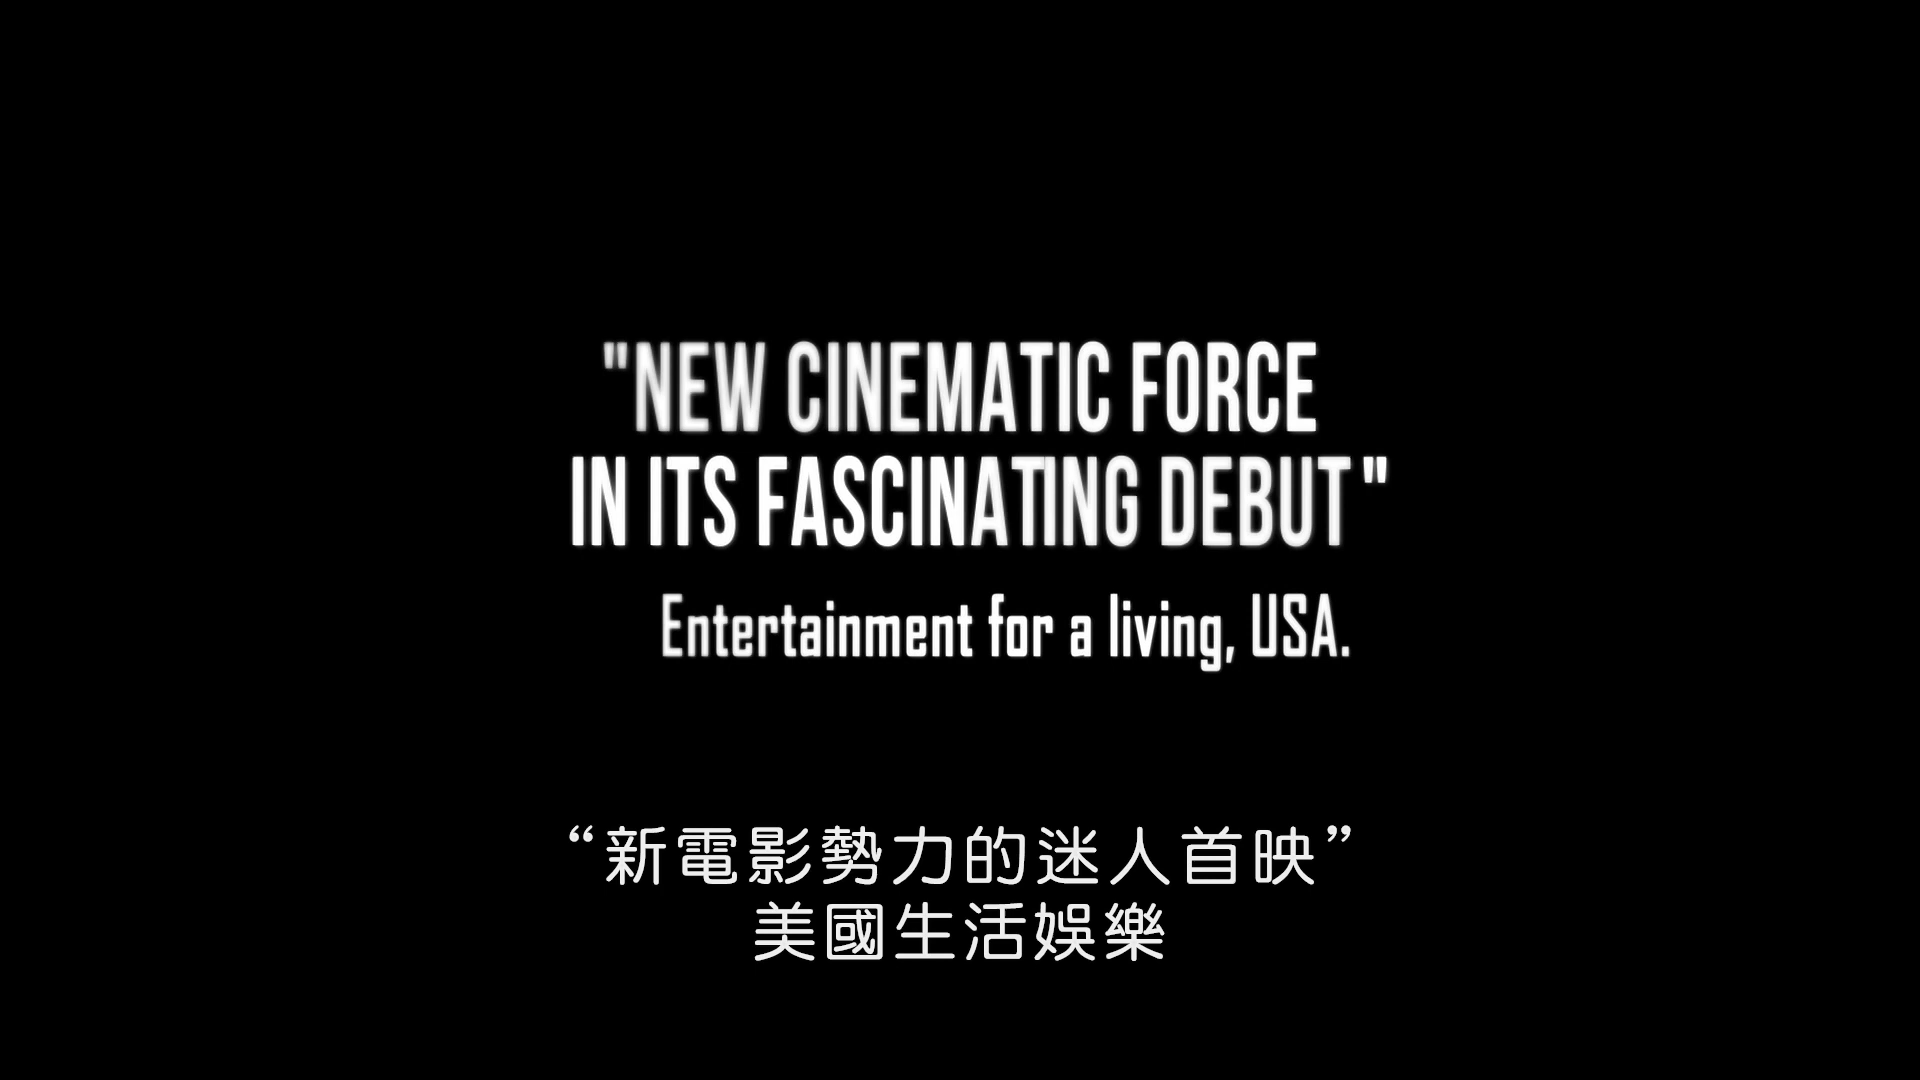 "NEW CINEMATIC FORCE
IN ITS FASCINATING DEBUT"
Entertainment for a living, USA.
“新電影勢力的迷人首映”
美國生活娛樂